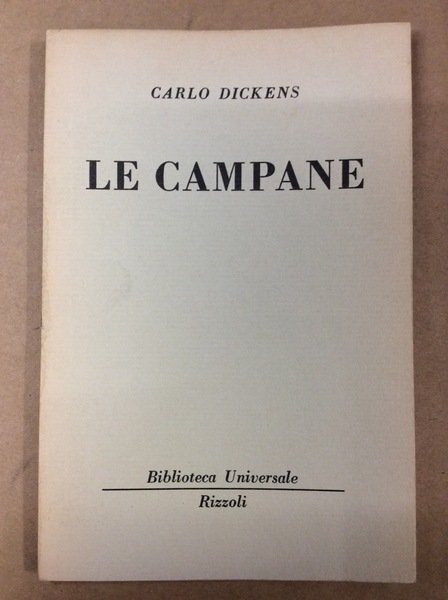 CARLO DICKENS
LE CAMPANE
Biblioteca Universale
Rizzoli